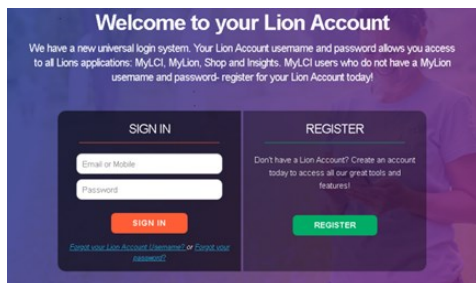 Welcome to your Lion Account
We have a new universal login system. Your Lion Account username and password allows you access
to all Lions applications: MyLCI, MyLion, Shop and Insights. MyLCI users who do not have a MyLion
username and password- register for your Lion Account today!
SIGN IN
Email or Mobile
Password
SIGN IN
Forgot your Lion Account Username? or Forgot your
password?
REGISTER
Don't have a Lion Account? Create an account
today to access all our great tools and
features!
REGISTER